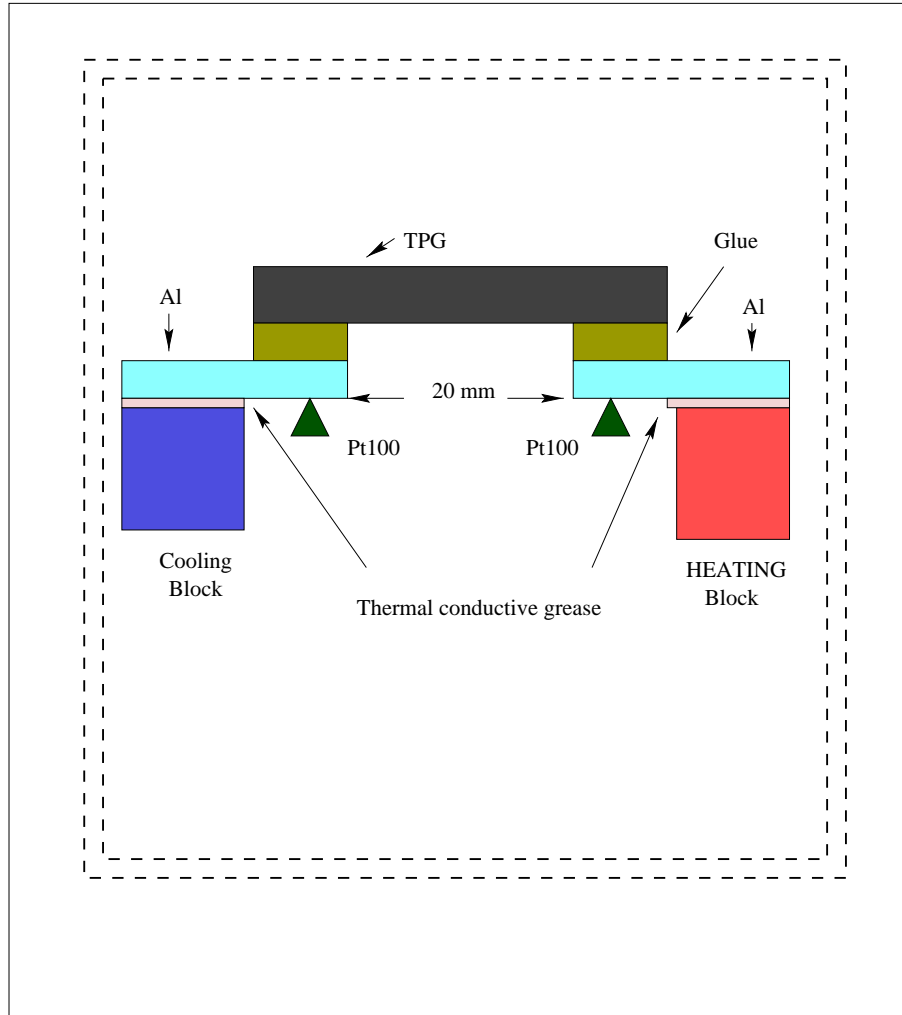 TPG
Glue
Al
Al
20 mm
Pt100
Pt100
Cooling
Block
HEATING
Block
Thermal conductive grease